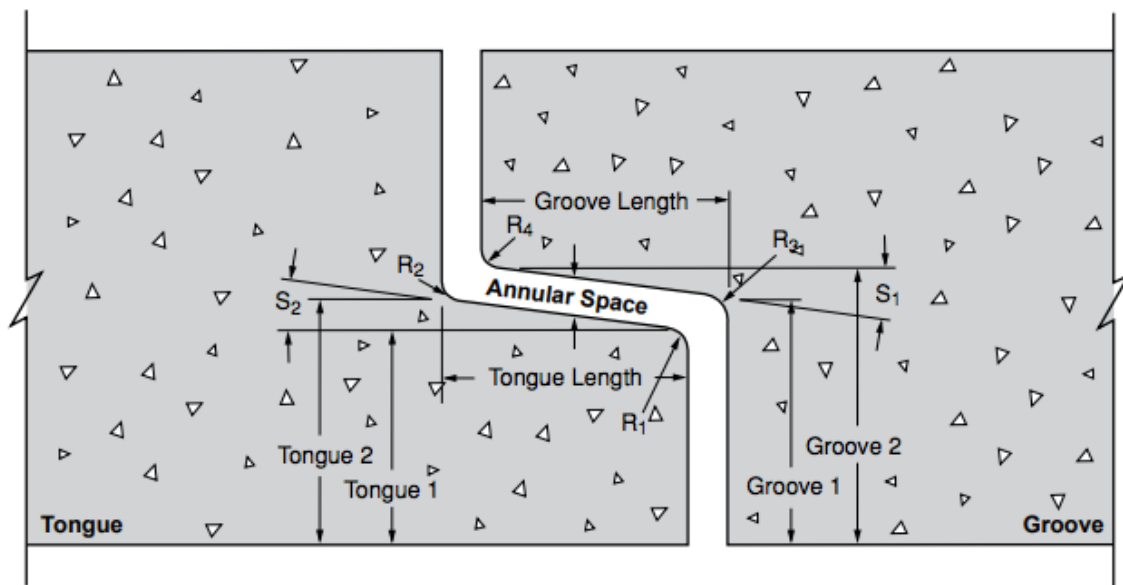 Groove Length
R4
R3
R2
Annular Space
S1
S2
Tongue Length
R1
Tongue 2
Groove 2
Tongue 1
Groove 1
Tongue
Groove